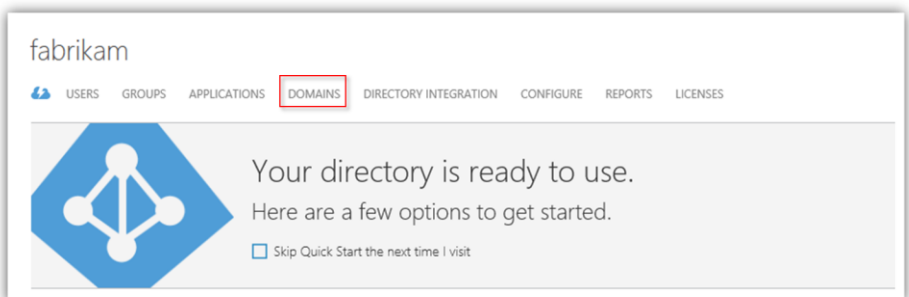 fabrikam
USERS GROUPS APPLICATIONS DOMAINS DIRECTORY INTEGRATION CONFIGURE REPORTS LICENSES
Your directory is ready to use.
Here are a few options to get started.
Skip Quick Start the next time I visit